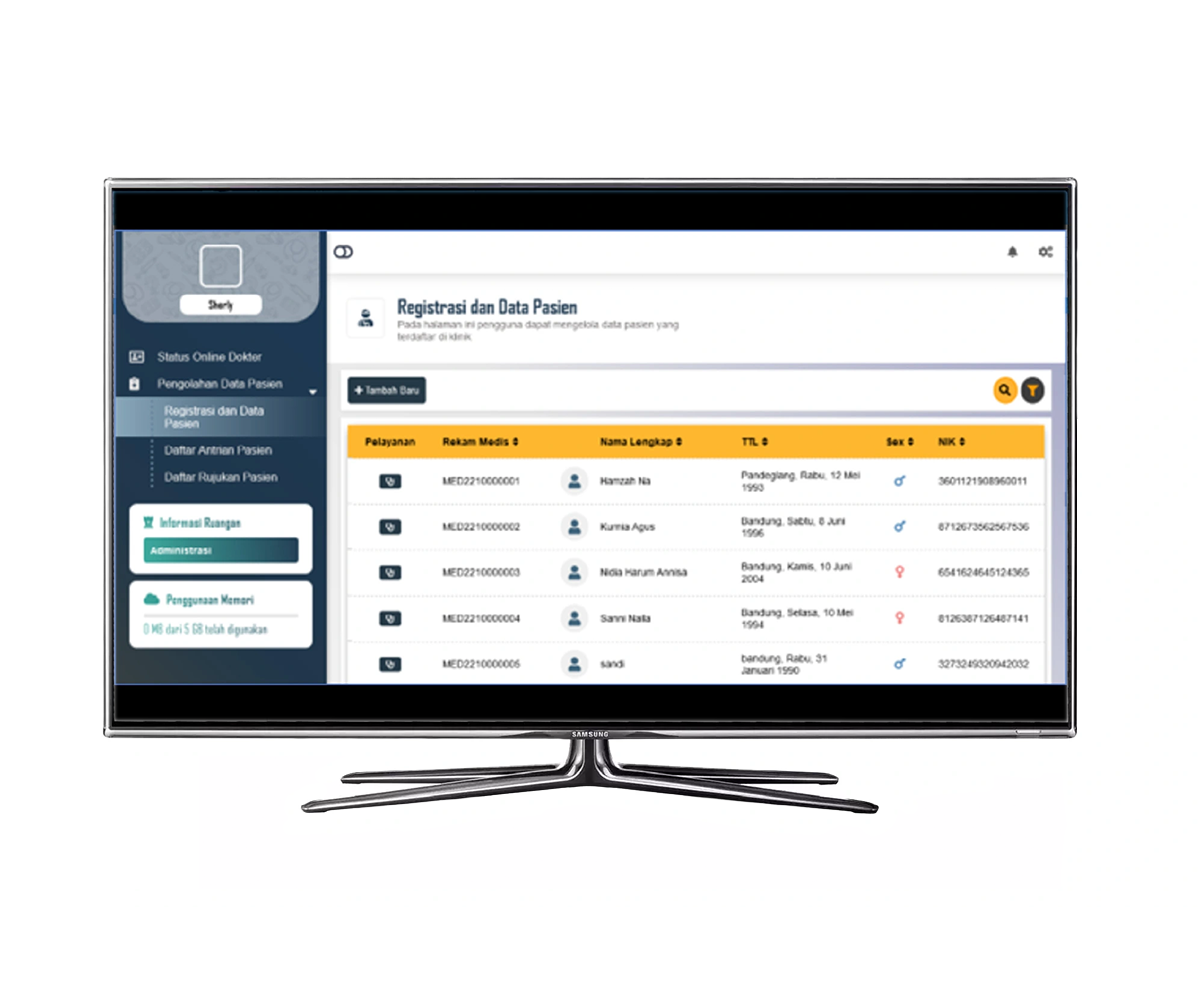 Sherly
Status Online Dokter
Pengolahan Data Pasien
Registrasi dan Data
Pasien
Daftar Antrian Pasien
Daftar Rujukan Pasien
Informasi Ruangan
Administrasi
Penggunaan Memori
0 MB dari 5 GB telah digunakan
Registrasi dan Data Pasien
Pada halaman ini pengguna dapat mengelola data pasien yang
terdaftar di klinik
+ Tambah Baru
Pelayanan Rekam Medis Nama Lengkap TTL Sex NIK
MED2210000001 Hamzah Na Pandeglang, Rabu, 12 Mei
1993 3601121908960011
MED2210000002 Kurnia Agus Bandung, Sabtu, 8 Juni
1996 8712673562567536
MED2210000003 Nidia Harum Annisa Bandung, Kamis, 10 Juni
2004 6541624645124365
MED2210000004 Sanni Naila Bandung, Selasa, 10 Mei
1994 8126387126487141
MED2210000005 sandi bandung, Rabu, 31
Januari 1990 3273249320942032
SAMSUNG